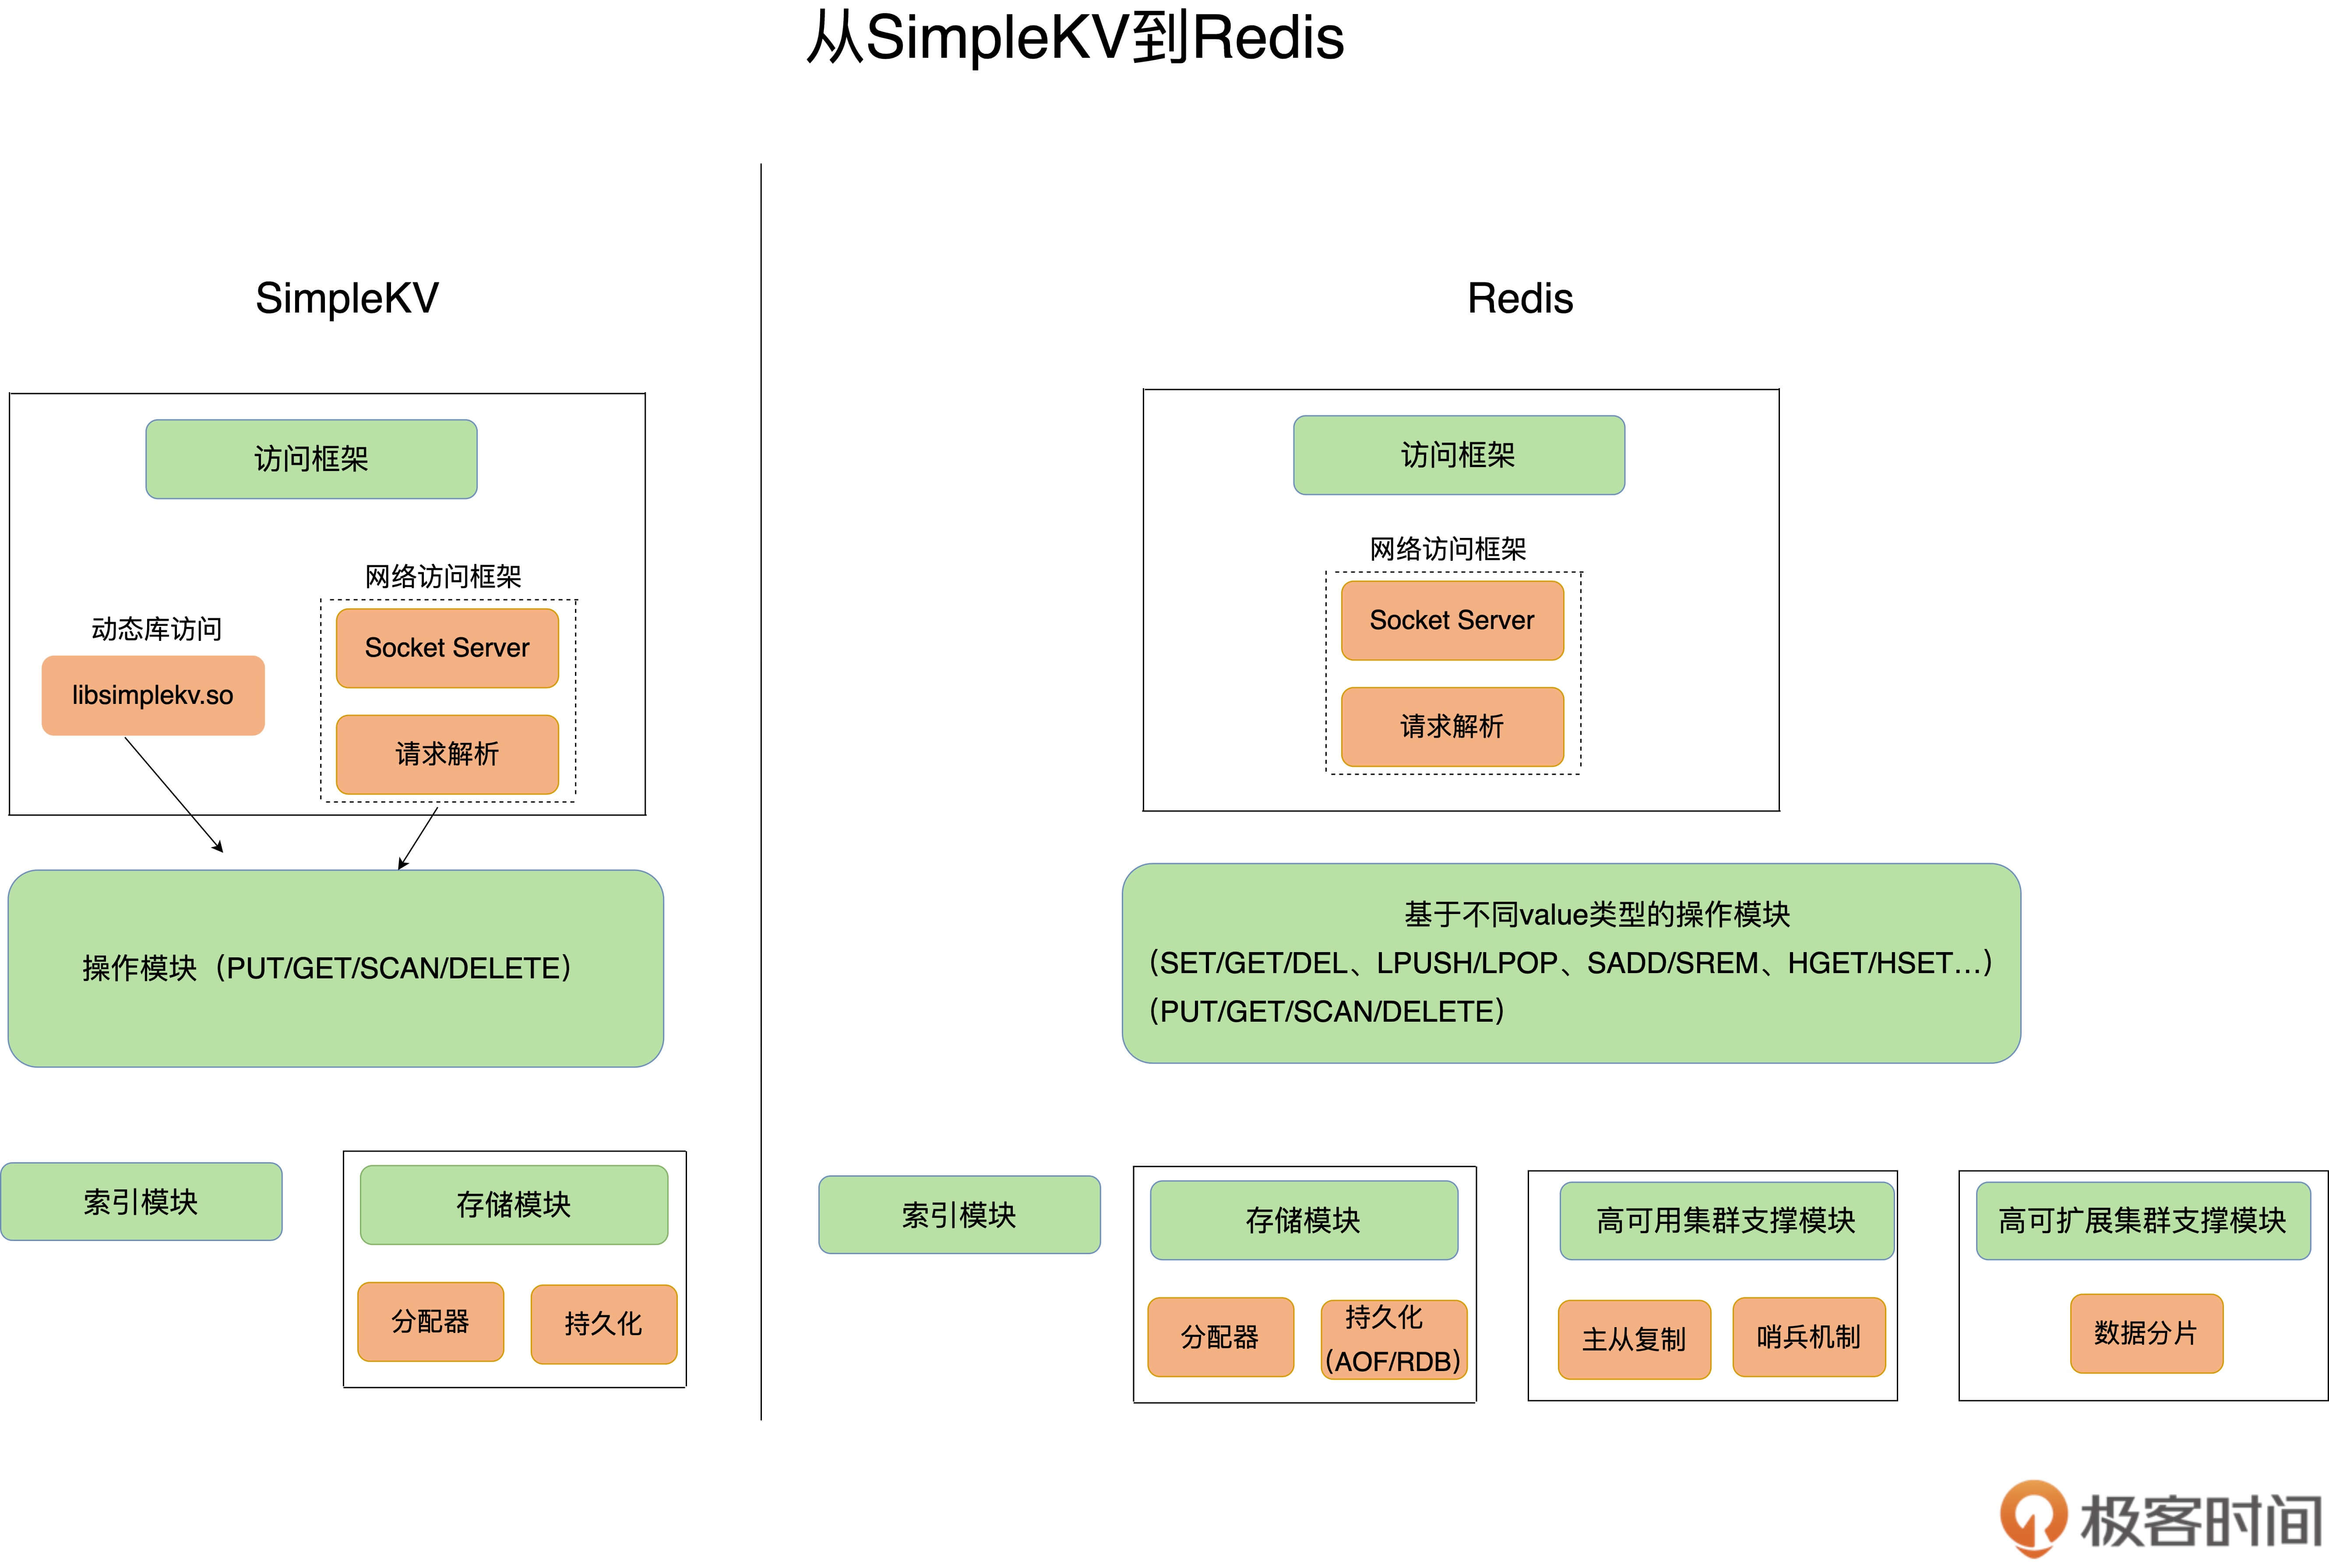 从SimpleKV到Redis
SimpleKV
访问框架
网络访问框架
动态库访问
Socket Server
libsimplekv.so
请求解析
操作模块（PUT/GET/SCAN/DELETE）
索引模块
存储模块
分配器
持久化
Redis
访问框架
网络访问框架
Socket Server
请求解析
基于不同value类型的操作模块
（SET/GET/DEL、LPUSH/LPOP、SADD/SREM、HGET/HSET...）
（PUT/GET/SCAN/DELETE）
索引模块
存储模块
分配器
持久化
（AOF/RDB）
高可用集群支撑模块
主从复制
哨兵机制
高可扩展集群支撑模块
数据分片
极客时间